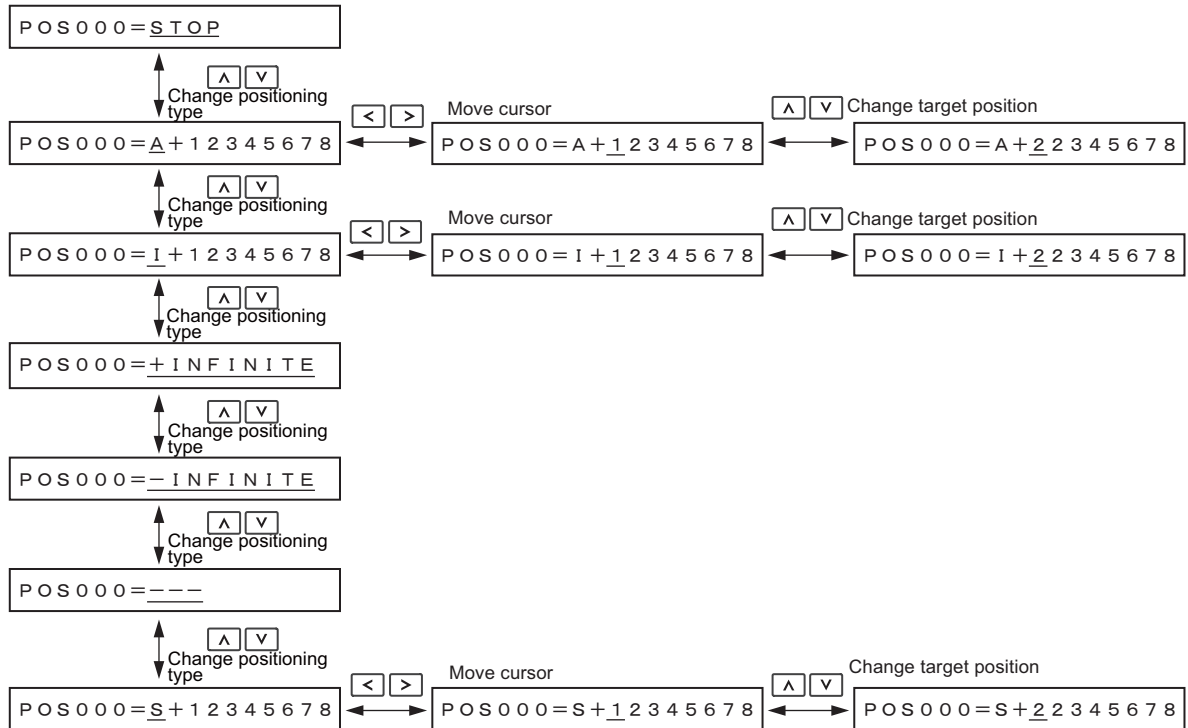 POS000=STOP
∧ ∨
Change positioning
type
POS000=A+12345678
< >
Move cursor
POS000=A+12345678
∧ ∨ Change target position
POS000=A+22345678
∧ ∨
Change positioning
type
POS000=I+12345678
< >
Move cursor
POS000=I+12345678
∧ ∨ Change target position
POS000=I+22345678
∧ ∨
Change positioning
type
POS000=+INFINITE
∧ ∨
Change positioning
type
POS000=-INFINITE
∧ ∨
Change positioning
type
POS000=---
∧ ∨
Change positioning
type
POS000=S+12345678
< >
Move cursor
POS000=S+12345678
∧ ∨ Change target position
POS000=S+22345678